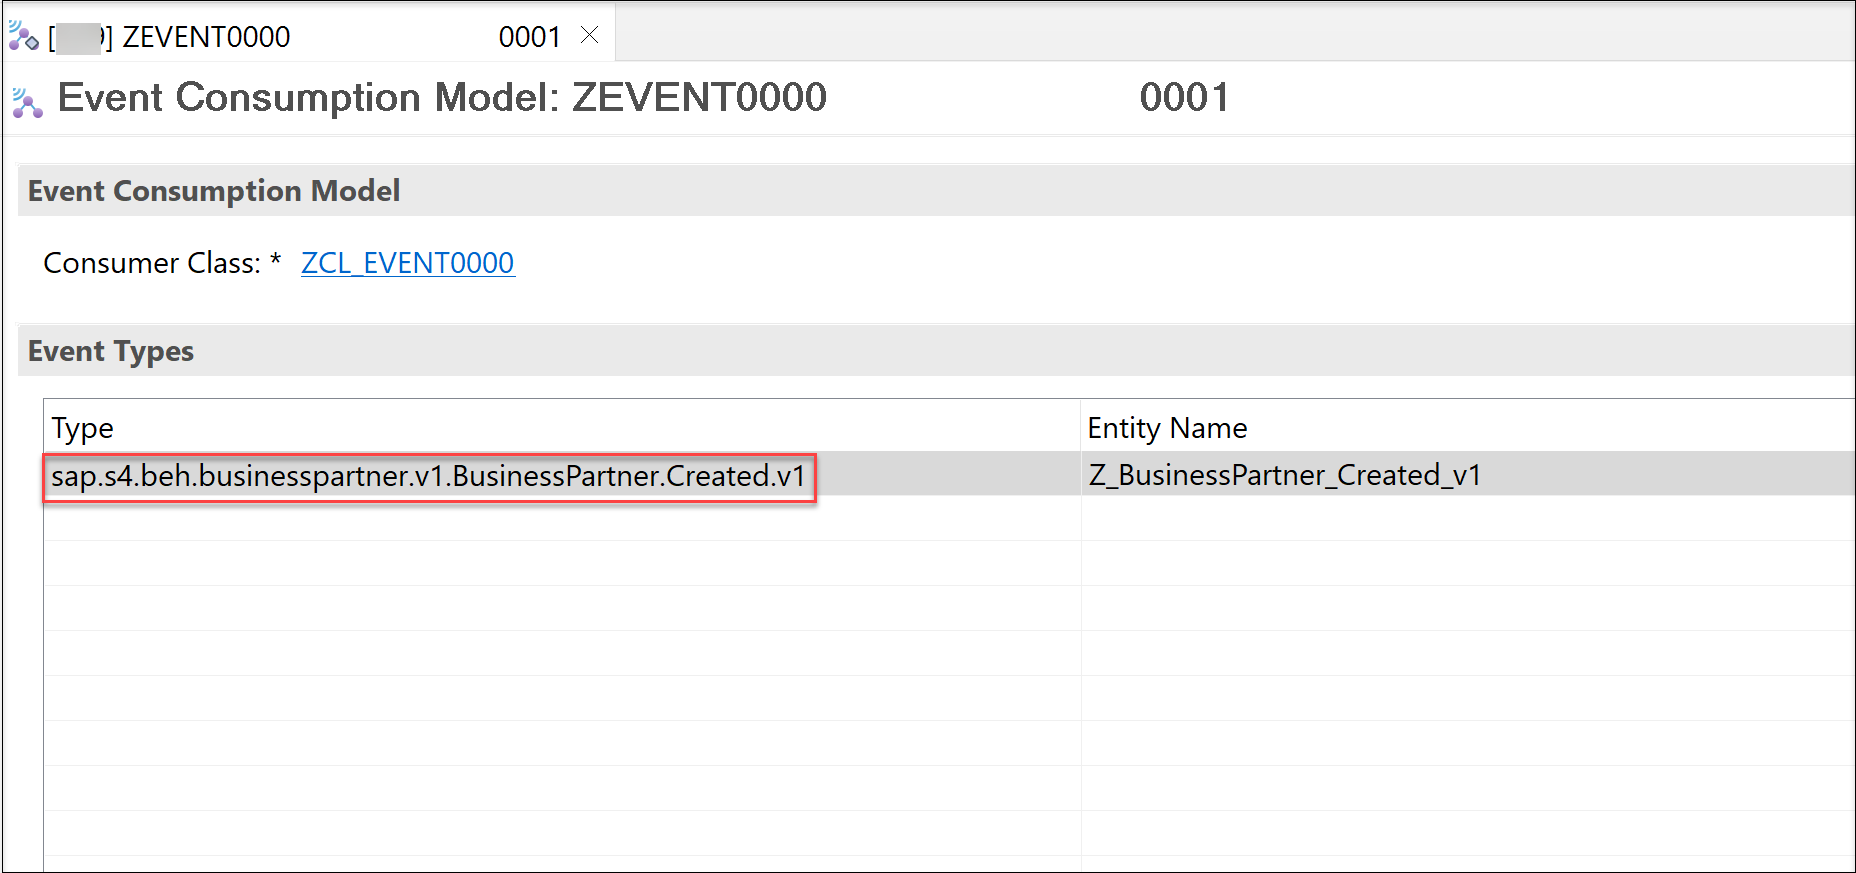 [ 9] ZEVENT0000 0001
Event Consumption Model: ZEVENT0000 0001
Event Consumption Model
Consumer Class: * ZCL_EVENT0000
Event Types
Type Entity Name
sap.s4.beh.businesspartner.v1.BusinessPartner.Created.v1 Z_BusinessPartner_Created_v1